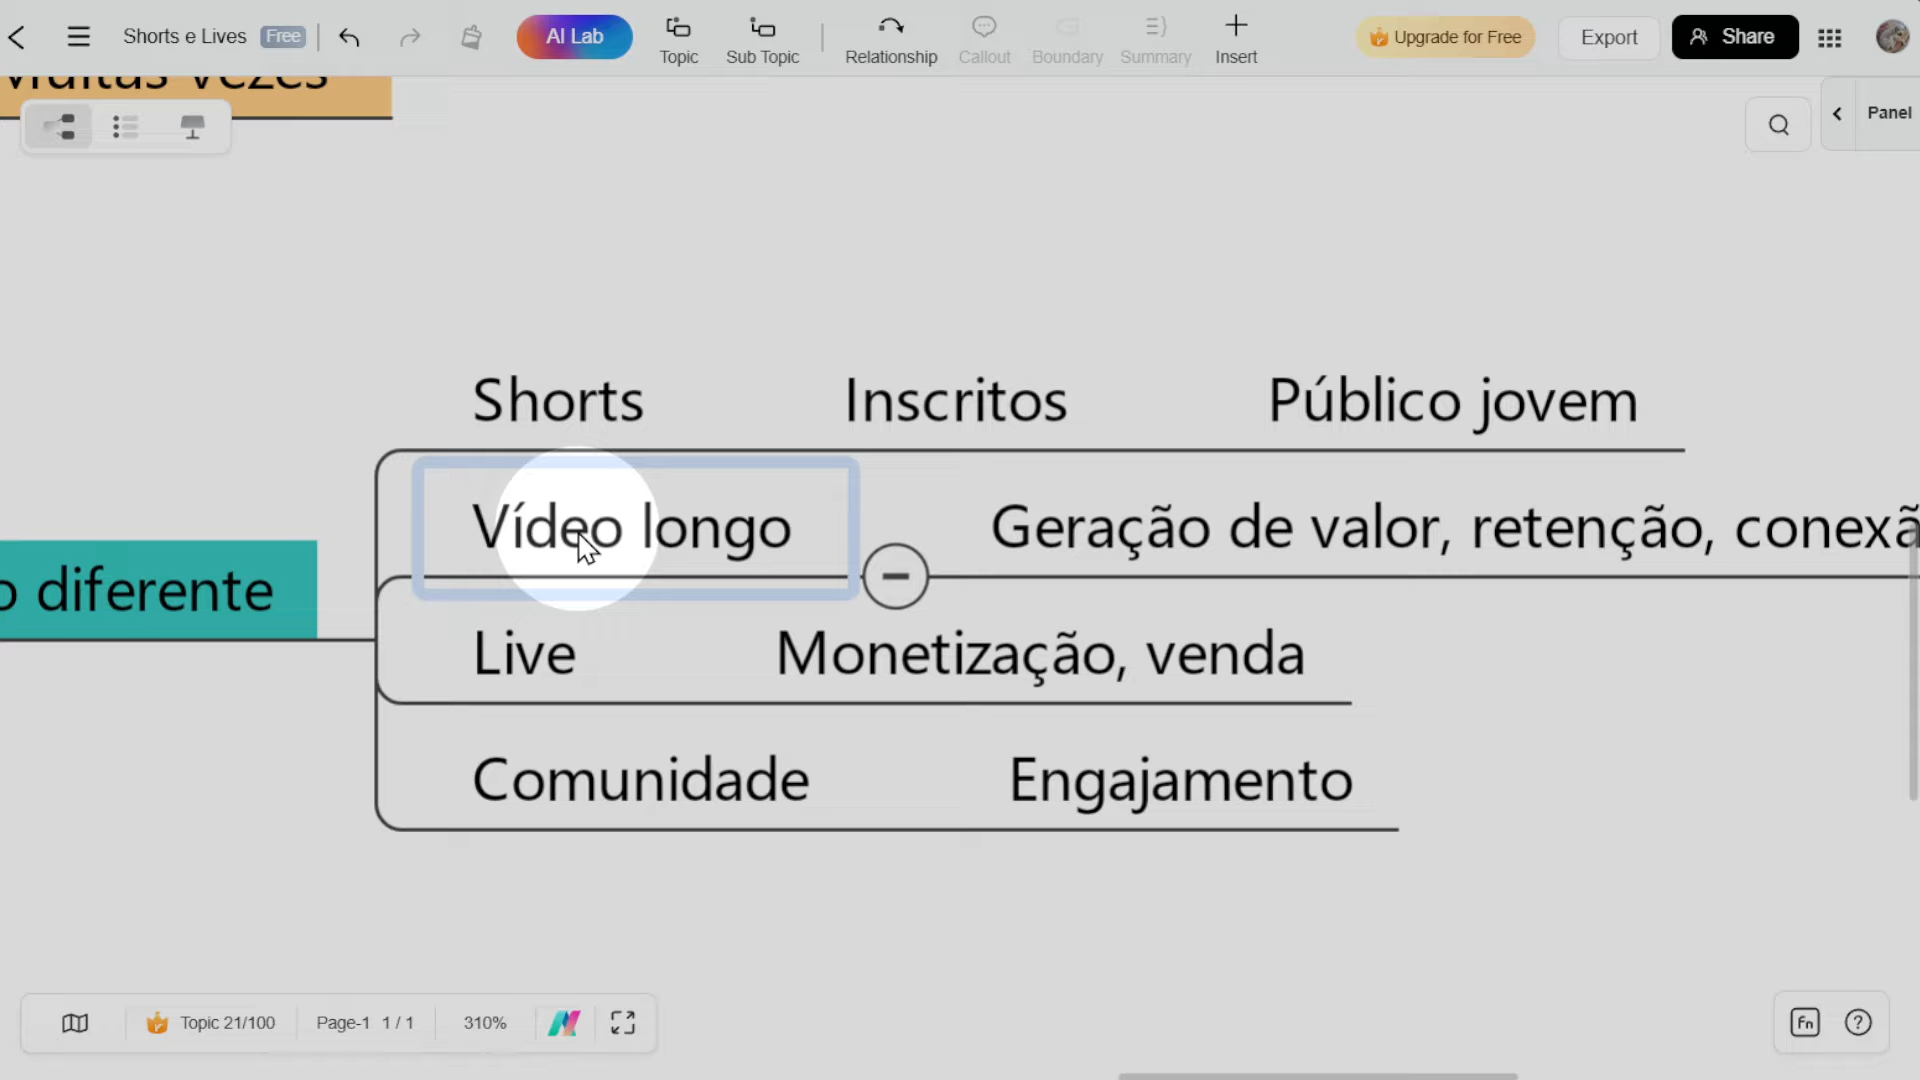 Shorts e Lives Free AI Lab Topic Sub Topic Relationship Callout Boundary Summary Insert Upgrade for Free Export Share
vezes
Panel
Shorts Inscritos Público jovem
Vídeo longo Geração de valor, retenção, conexã
o diferente
Live Monetização, venda
Comunidade Engajamento
Topic 21/100 Page-1 1 / 1 310% Fn ?